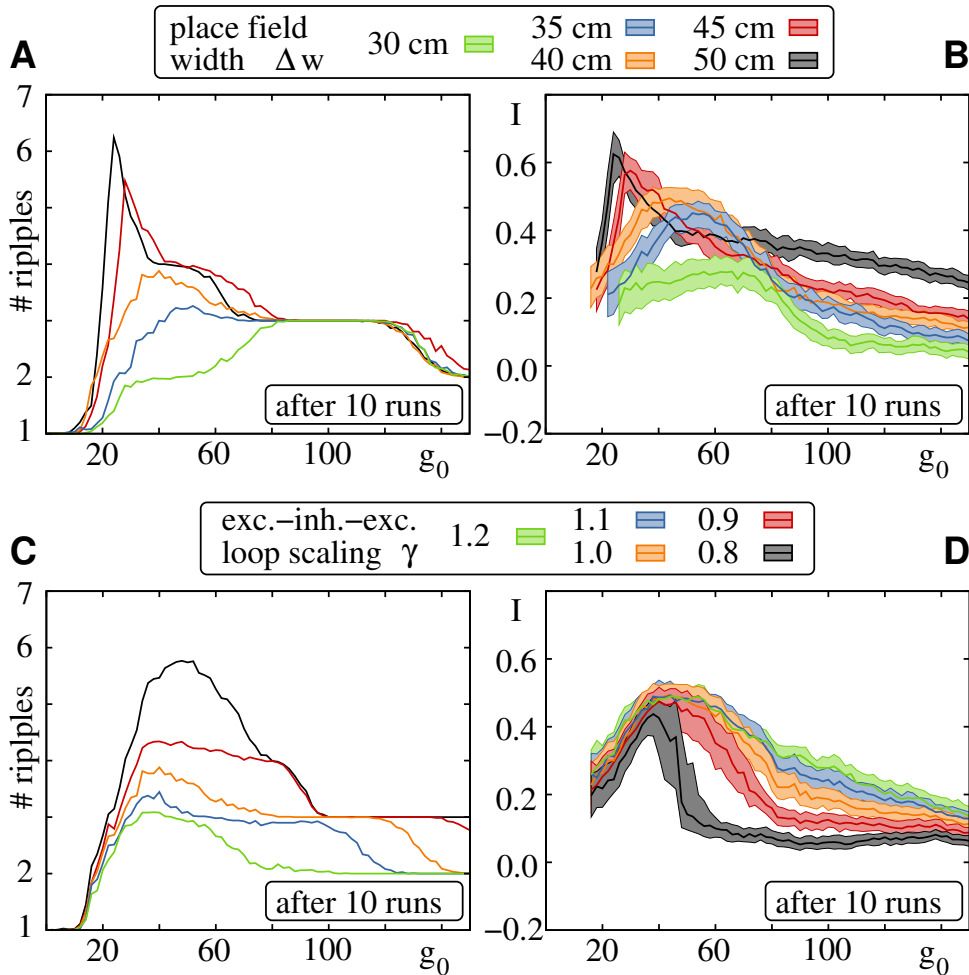 place field
width Δ w
30 cm
35 cm
40 cm
45 cm
50 cm
A
B
7
6
2
1
# riplples
20
60
100
g0
after 10 runs
I
0.6
0.4
0.2
0.0
−0.2
20
60
100
g0
after 10 runs
exc.−inh.−exc.
loop scaling γ
1.2
1.1
1.0
0.9
0.8
C
D
7
6
2
1
# riplples
20
60
100
g0
after 10 runs
I
0.6
0.4
0.2
0.0
−0.2
20
60
100
g0
after 10 runs